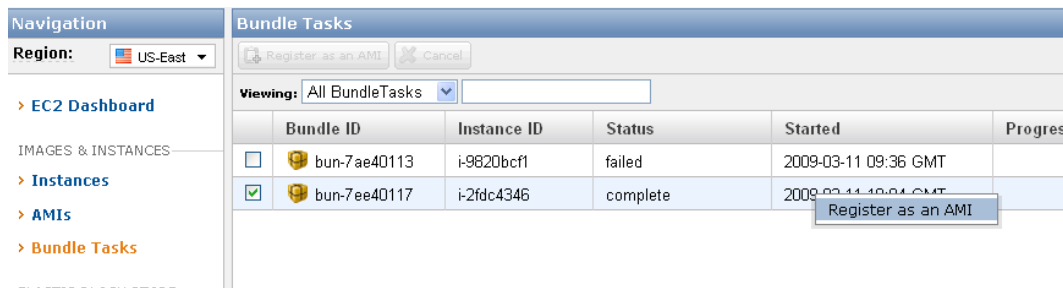 Navigation
Region: US-East
EC2 Dashboard
IMAGES & INSTANCES
Instances
AMIs
Bundle Tasks
Bundle Tasks
Register as an AMI Cancel
Viewing: All BundleTasks
Bundle ID Instance ID Status Started
bun-7ae40113 i-9820bcf1 failed 2009-03-11 09:36 GMT
bun-7ee40117 i-2fdc4346 complete
Register as an AMI